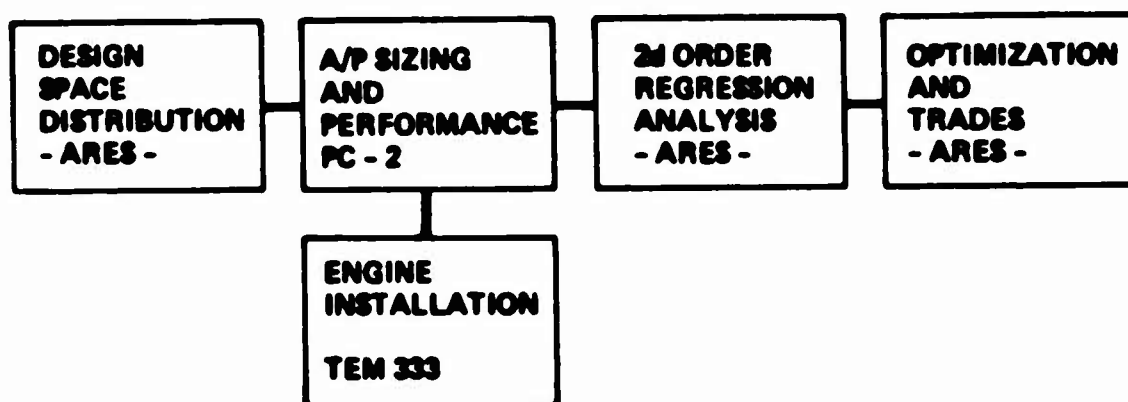 DESIGN
SPACE
DISTRIBUTION
- ARES -
A/P SIZING
AND
PERFORMANCE
PC - 2
2d ORDER
REGRESSION
ANALYSIS
- ARES -
OPTIMIZATION
AND
TRADES
- ARES -
ENGINE
INSTALLATION
TEM 333